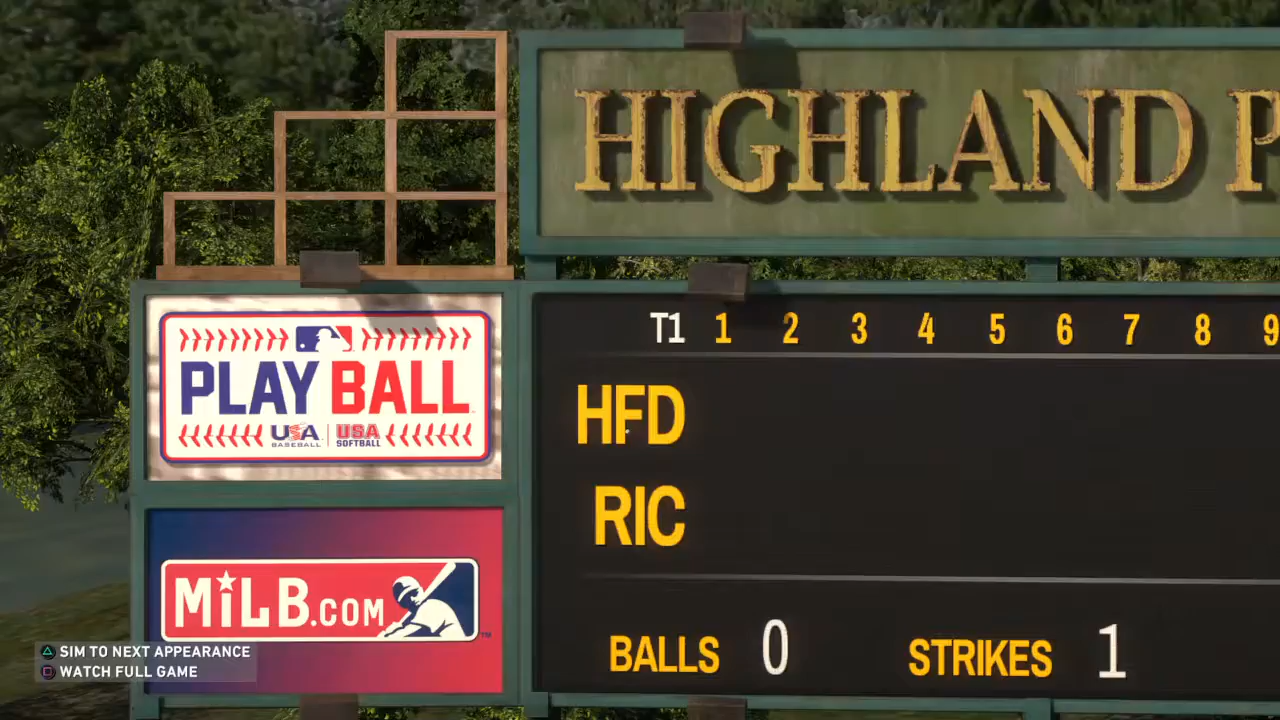 HIGHLAND P
PLAY BALL
USA BASEBALL | USA SOFTBALL
MiLB.COM™
T1 1 2 3 4 5 6 7 8 9
HFD
RIC
BALLS 0 STRIKES 1
SIM TO NEXT APPEARANCE
WATCH FULL GAME